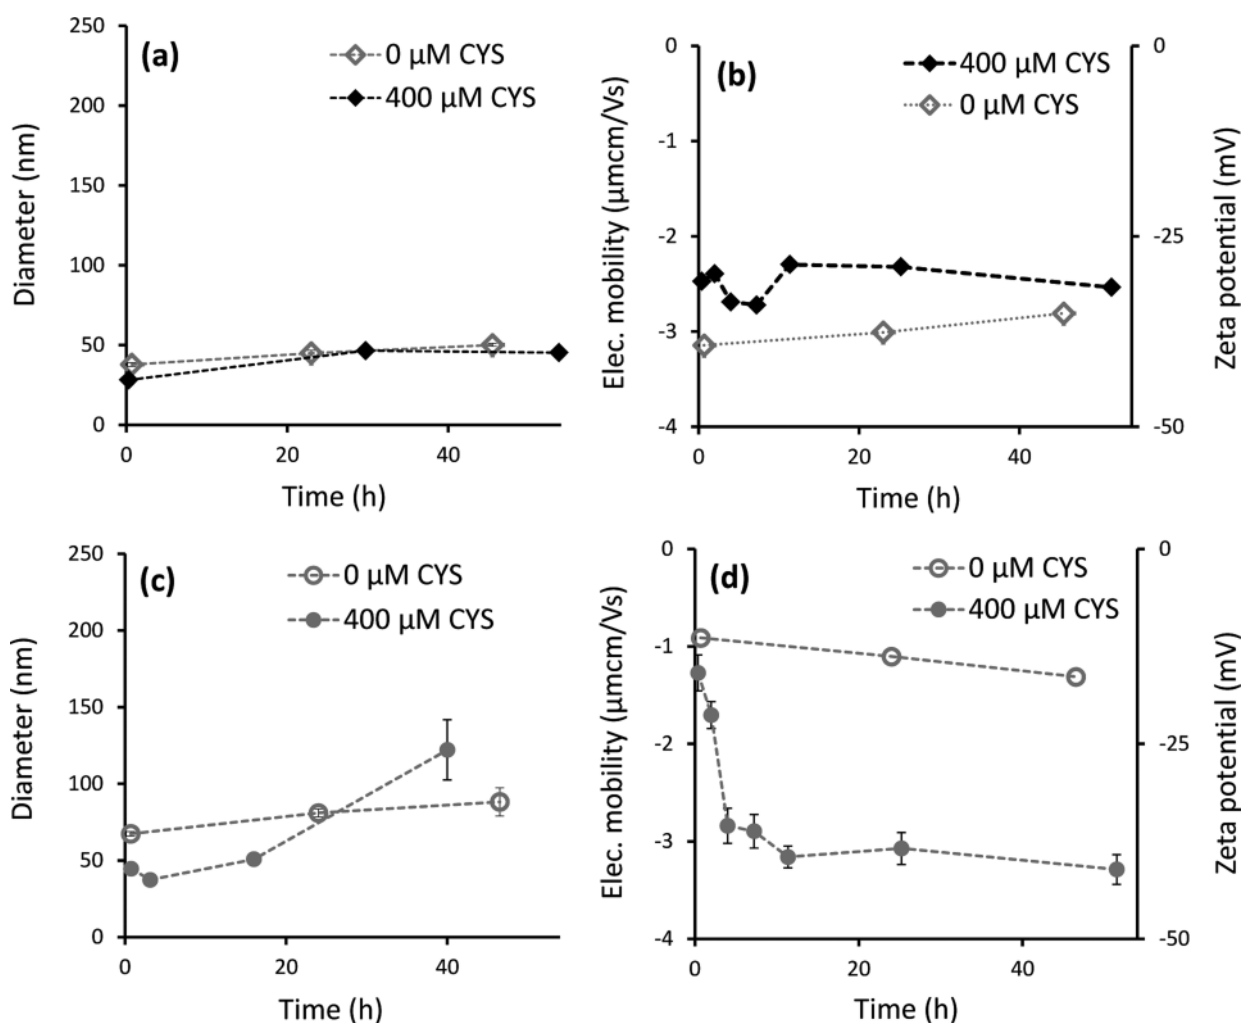 (a)
0 µM CYS
400 µM CYS
Diameter (nm)
250
200
150
100
50
0
0 20 40
Time (h)
(b)
400 µM CYS
0 µM CYS
Elec. mobility (µmcm/Vs)
0
-1
-2
-3
-4
0
-25
-50
Zeta potential (mV)
0 20 40
Time (h)
(c)
0 µM CYS
400 µM CYS
Diameter (nm)
250
200
150
100
50
0
0 20 40
Time (h)
(d)
0 µM CYS
400 µM CYS
Elec. mobility (µmcm/Vs)
0
-1
-2
-3
-4
0
-25
-50
Zeta potential (mV)
0 20 40
Time (h)